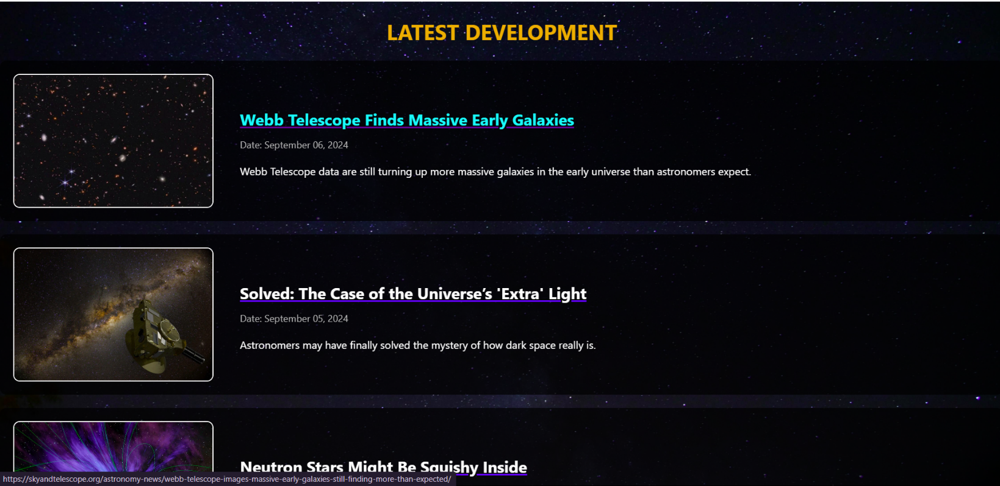 LATEST DEVELOPMENT
Webb Telescope Finds Massive Early Galaxies
Date: September 06, 2024
Webb Telescope data are still turning up more massive galaxies in the early universe than astronomers expect.
Solved: The Case of the Universe’s 'Extra' Light
Date: September 05, 2024
Astronomers may have finally solved the mystery of how dark space really is.
Neutron Stars Might Be Squishy Inside
https://skyandtelescope.org/astronomy-news/webb-telescope-images-massive-early-galaxies-still-finding-more-than-expected/